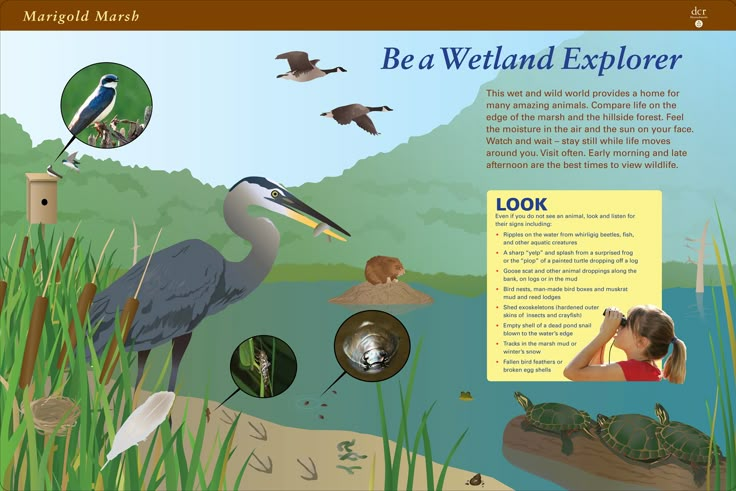 Marigold Marsh
dcr
Be a Wetland Explorer
This wet and wild world provides a home for
many amazing animals. Compare life on the
edge of the marsh and the hillside forest. Feel
the moisture in the air and the sun on your face.
Watch and wait – stay still while life moves
around you. Visit often. Early morning and late
afternoon are the best times to view wildlife.
LOOK
Even if you do not see an animal, look and listen for
their signs including:
• Ripples on the water from whirligig beetles, fish,
and other aquatic creatures
• A sharp “yelp” and splash from a surprised frog
or the “plop” of a painted turtle dropping off a log
• Goose scat and other animal droppings along the
bank, on logs or in the mud
• Bird nests, man-made bird boxes and muskrat
mud and reed lodges
• Shed exoskeletons (hardened outer
skins of insects and crayfish)
• Empty shell of a dead pond snail
blown to the water's edge
• Tracks in the marsh mud or
winter's snow
• Fallen bird feathers or
broken egg shells